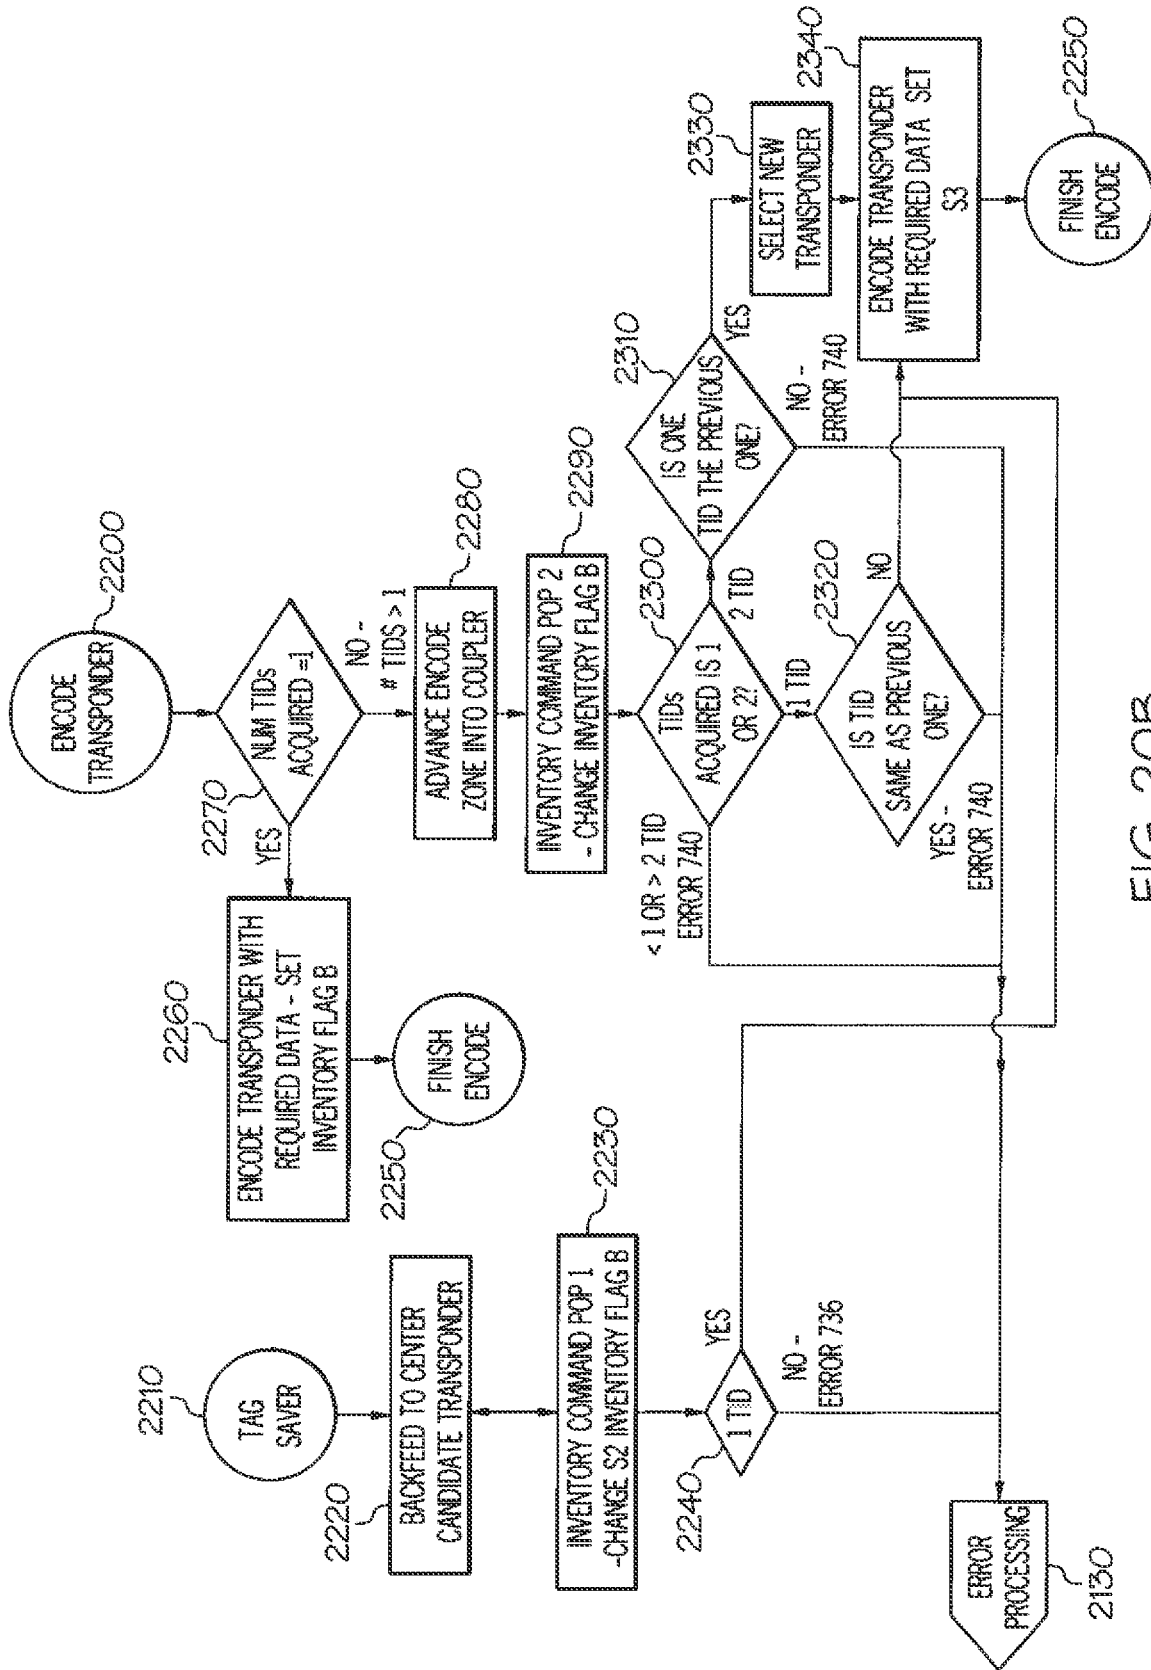 2200
ENCODE
TRANSPONDER
2270
NUM TIDs
ACQUIRED =1
YES
NO -
# TIDS > 1
2260
ENCODE TRANSPONDER WITH
REQUIRED DATA - SET
INVENTORY FLAG B
2250
FINISH
ENCODE
2280
ADVANCE ENCODE
ZONE INTO COUPLER
2290
INVENTORY COMMAND POP 2
- CHANGE INVENTORY FLAG B
2300
TIDs
ACQUIRED IS 1
OR 2?
< 1 OR > 2 TID
ERROR 740
2 TID
1 TID
2310
IS ONE
TID THE PREVIOUS
ONE?
YES
NO -
ERROR 740
2320
IS TID
SAME AS PREVIOUS
ONE?
NO
YES -
ERROR 740
2330
SELECT NEW
TRANSPONDER
2340
ENCODE TRANSPONDER
WITH REQUIRED DATA SET
S3
2250
FINISH
ENCODE
2210
TAG
SAVER
2220
BACKFEED TO CENTER
CANDIDATE TRANSPONDER
2230
INVENTORY COMMAND POP 1
-CHANGE S2 INVENTORY FLAG B
2240
1 TID
YES
NO -
ERROR 736
ERROR
PROCESSING
2130
FIG. 20B